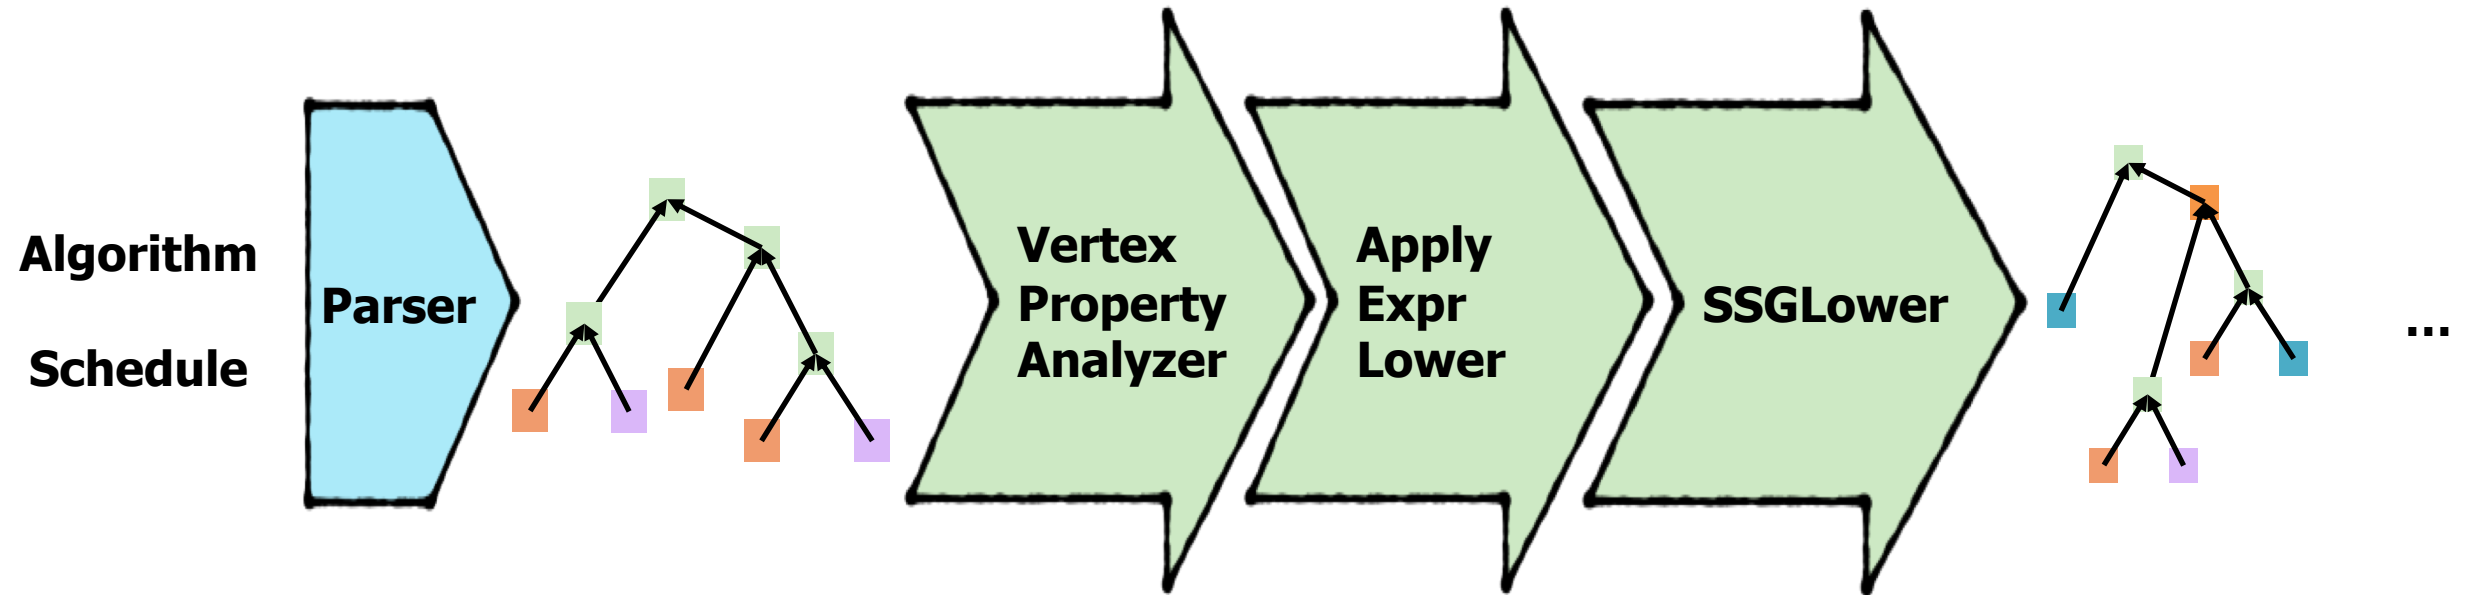 Algorithm
Schedule
Parser
Vertex
Property
Analyzer
Apply
Expr
Lower
SSGLower
...